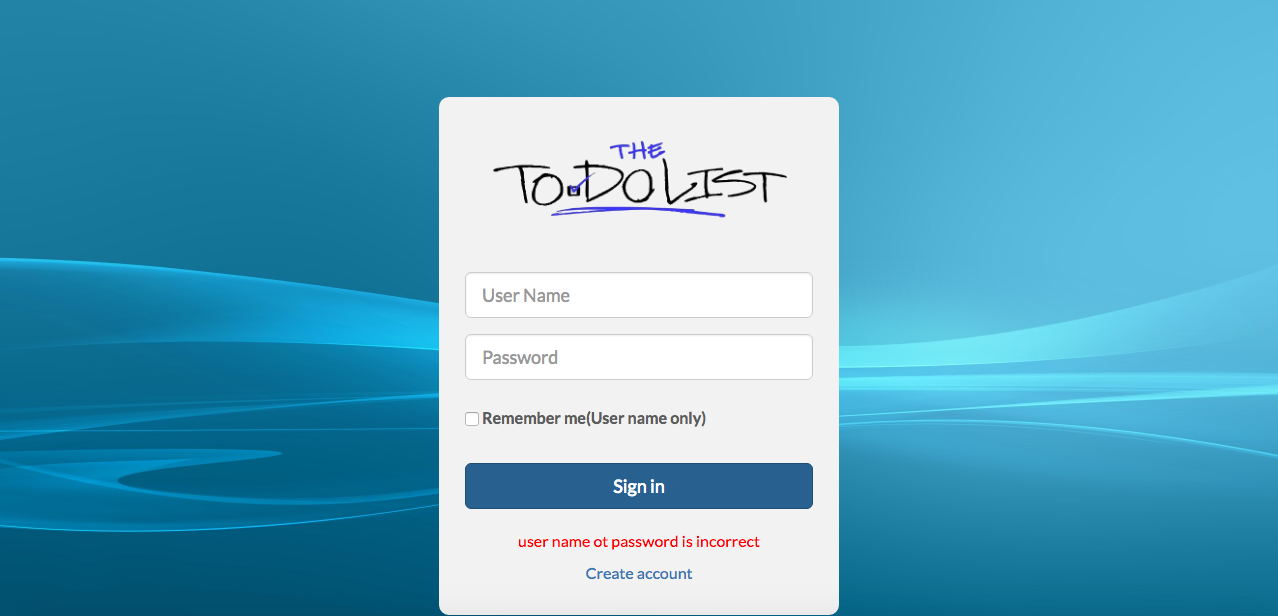 THE
TO-DO LIST
User Name
Password
Remember me(User name only)
Sign in
user name ot password is incorrect
Create account